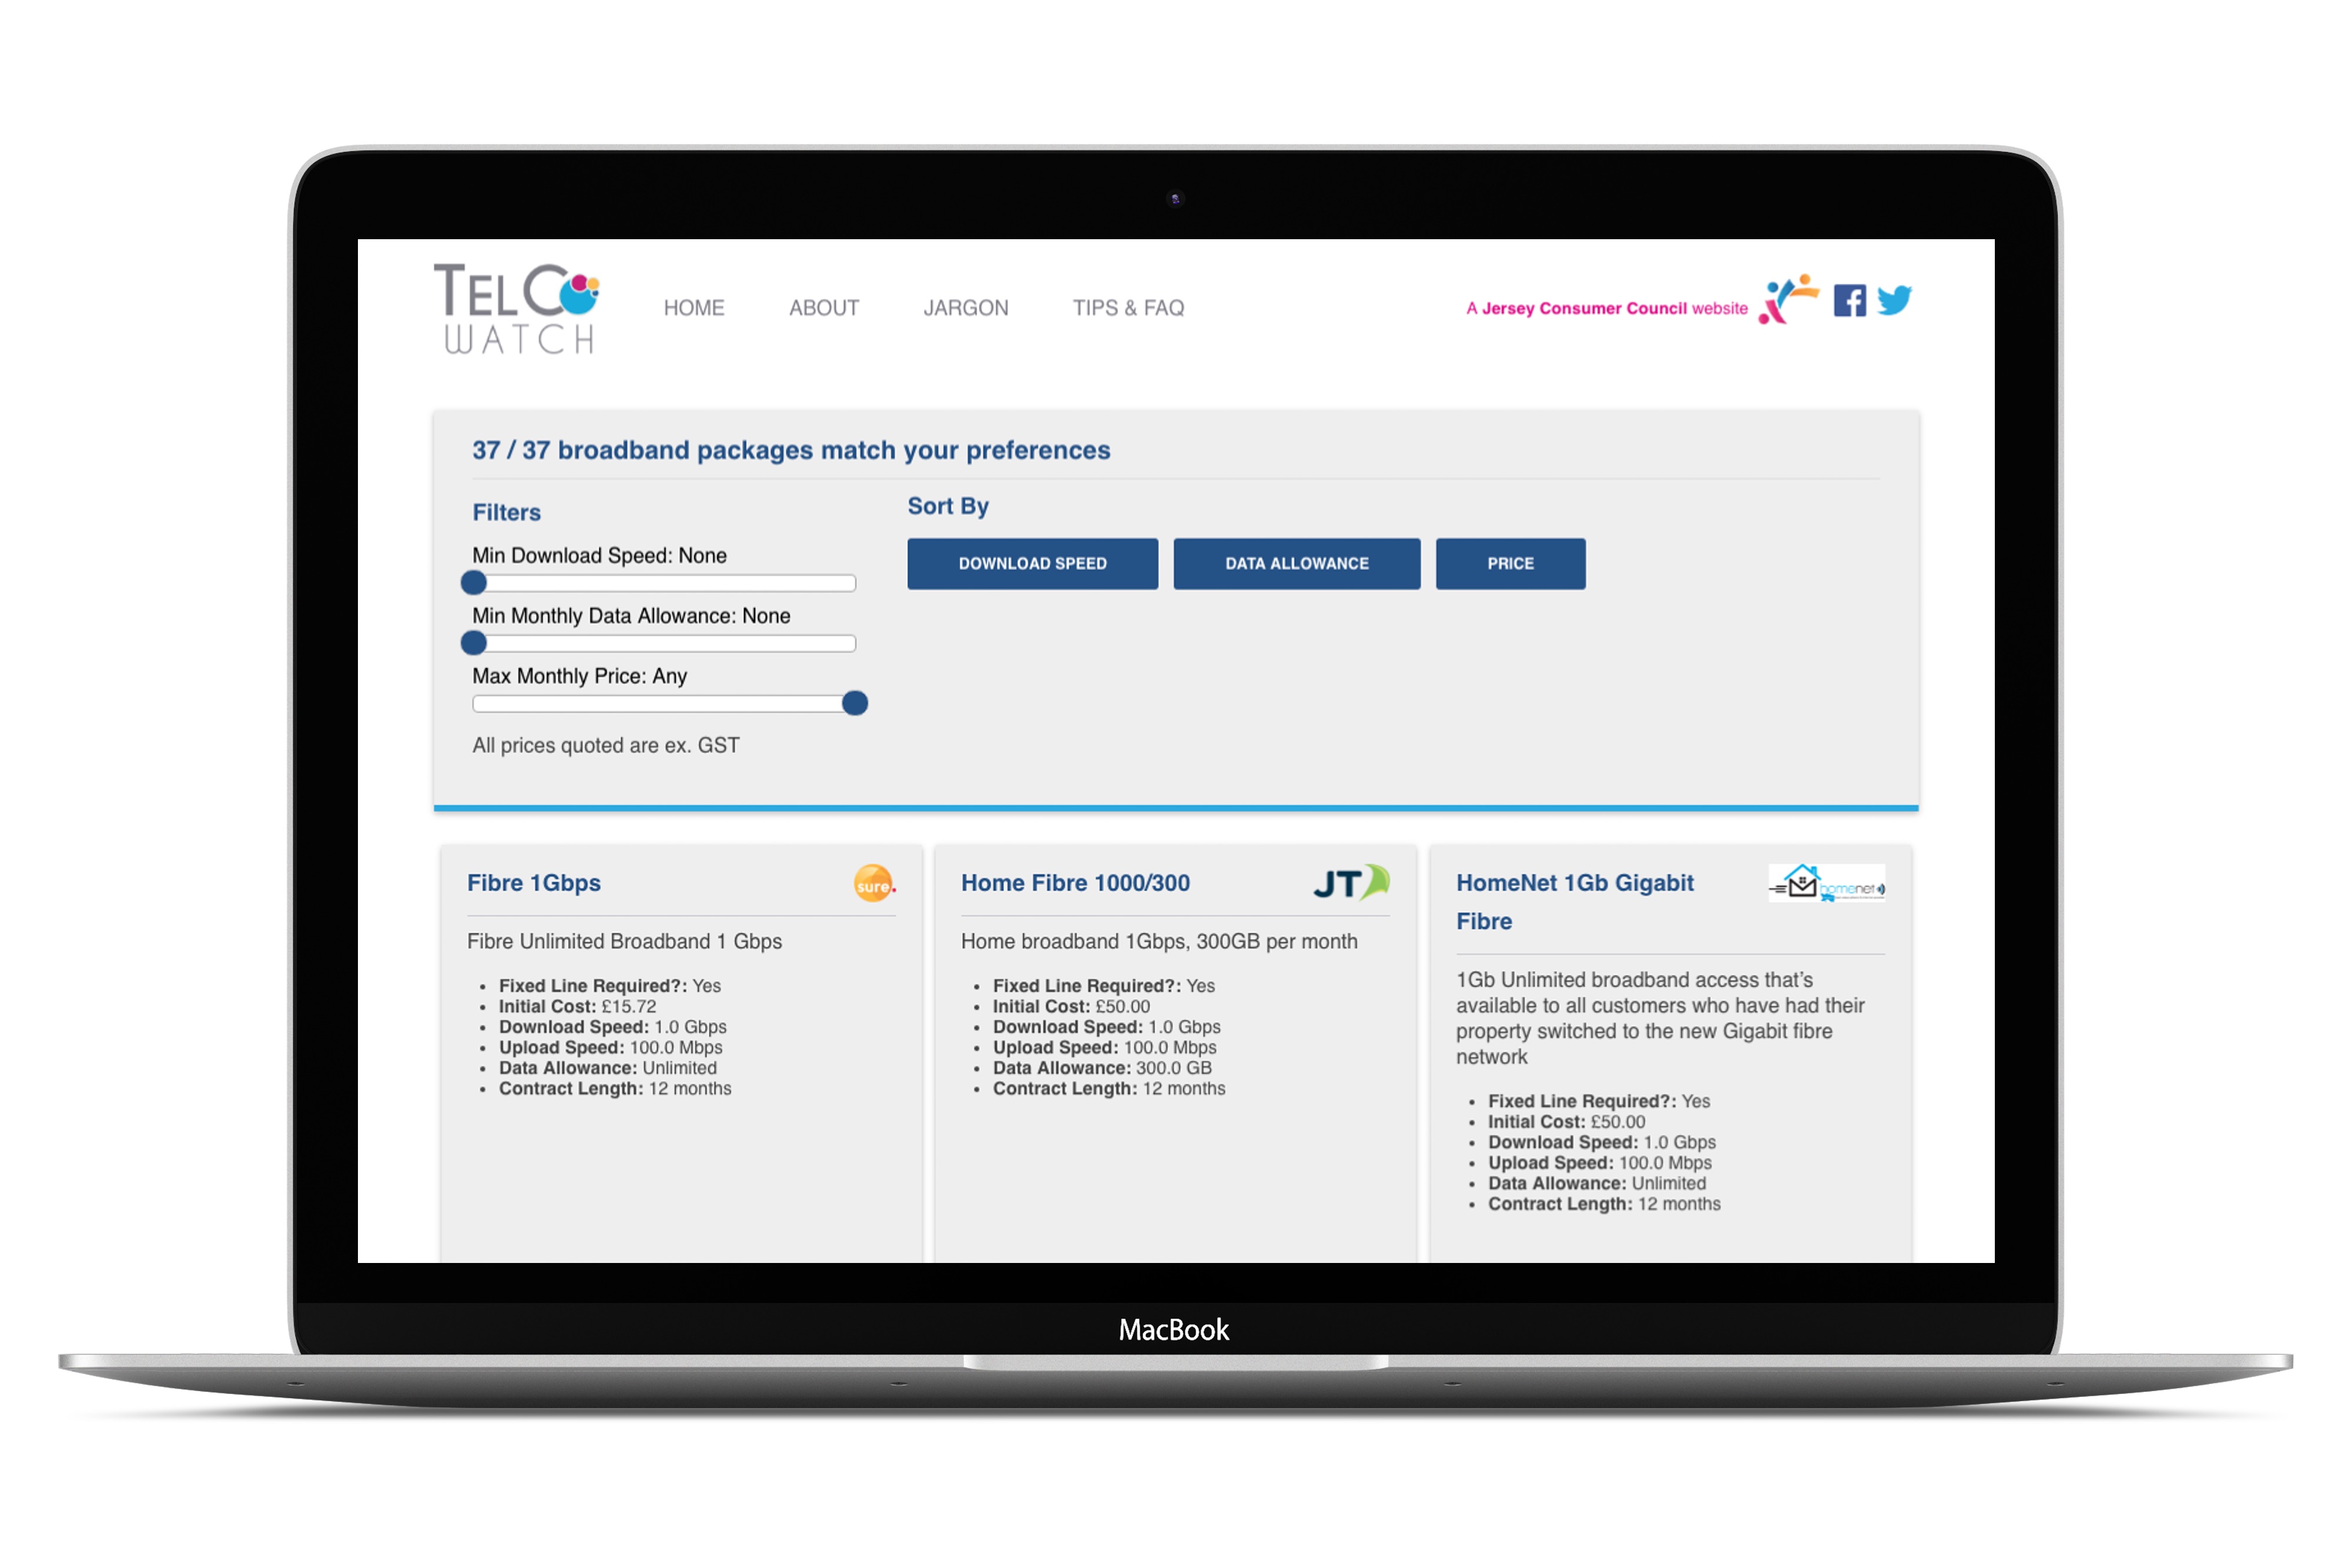 TELCO
WATCH
HOME
ABOUT
JARGON
TIPS & FAQ
A Jersey Consumer Council website
37 / 37 broadband packages match your preferences
Filters
Min Download Speed: None
Min Monthly Data Allowance: None
Max Monthly Price: Any
All prices quoted are ex. GST
Sort By
DOWNLOAD SPEED
DATA ALLOWANCE
PRICE
Fibre 1Gbps
sure.
Fibre Unlimited Broadband 1 Gbps
• Fixed Line Required?: Yes
• Initial Cost: £15.72
• Download Speed: 1.0 Gbps
• Upload Speed: 100.0 Mbps
• Data Allowance: Unlimited
• Contract Length: 12 months
Home Fibre 1000/300
JT
Home broadband 1Gbps, 300GB per month
• Fixed Line Required?: Yes
• Initial Cost: £50.00
• Download Speed: 1.0 Gbps
• Upload Speed: 100.0 Mbps
• Data Allowance: 300.0 GB
• Contract Length: 12 months
HomeNet 1Gb Gigabit
Fibre
homenet
1Gb Unlimited broadband access that's
available to all customers who have had their
property switched to the new Gigabit fibre
network
• Fixed Line Required?: Yes
• Initial Cost: £50.00
• Download Speed: 1.0 Gbps
• Upload Speed: 100.0 Mbps
• Data Allowance: Unlimited
• Contract Length: 12 months
MacBook